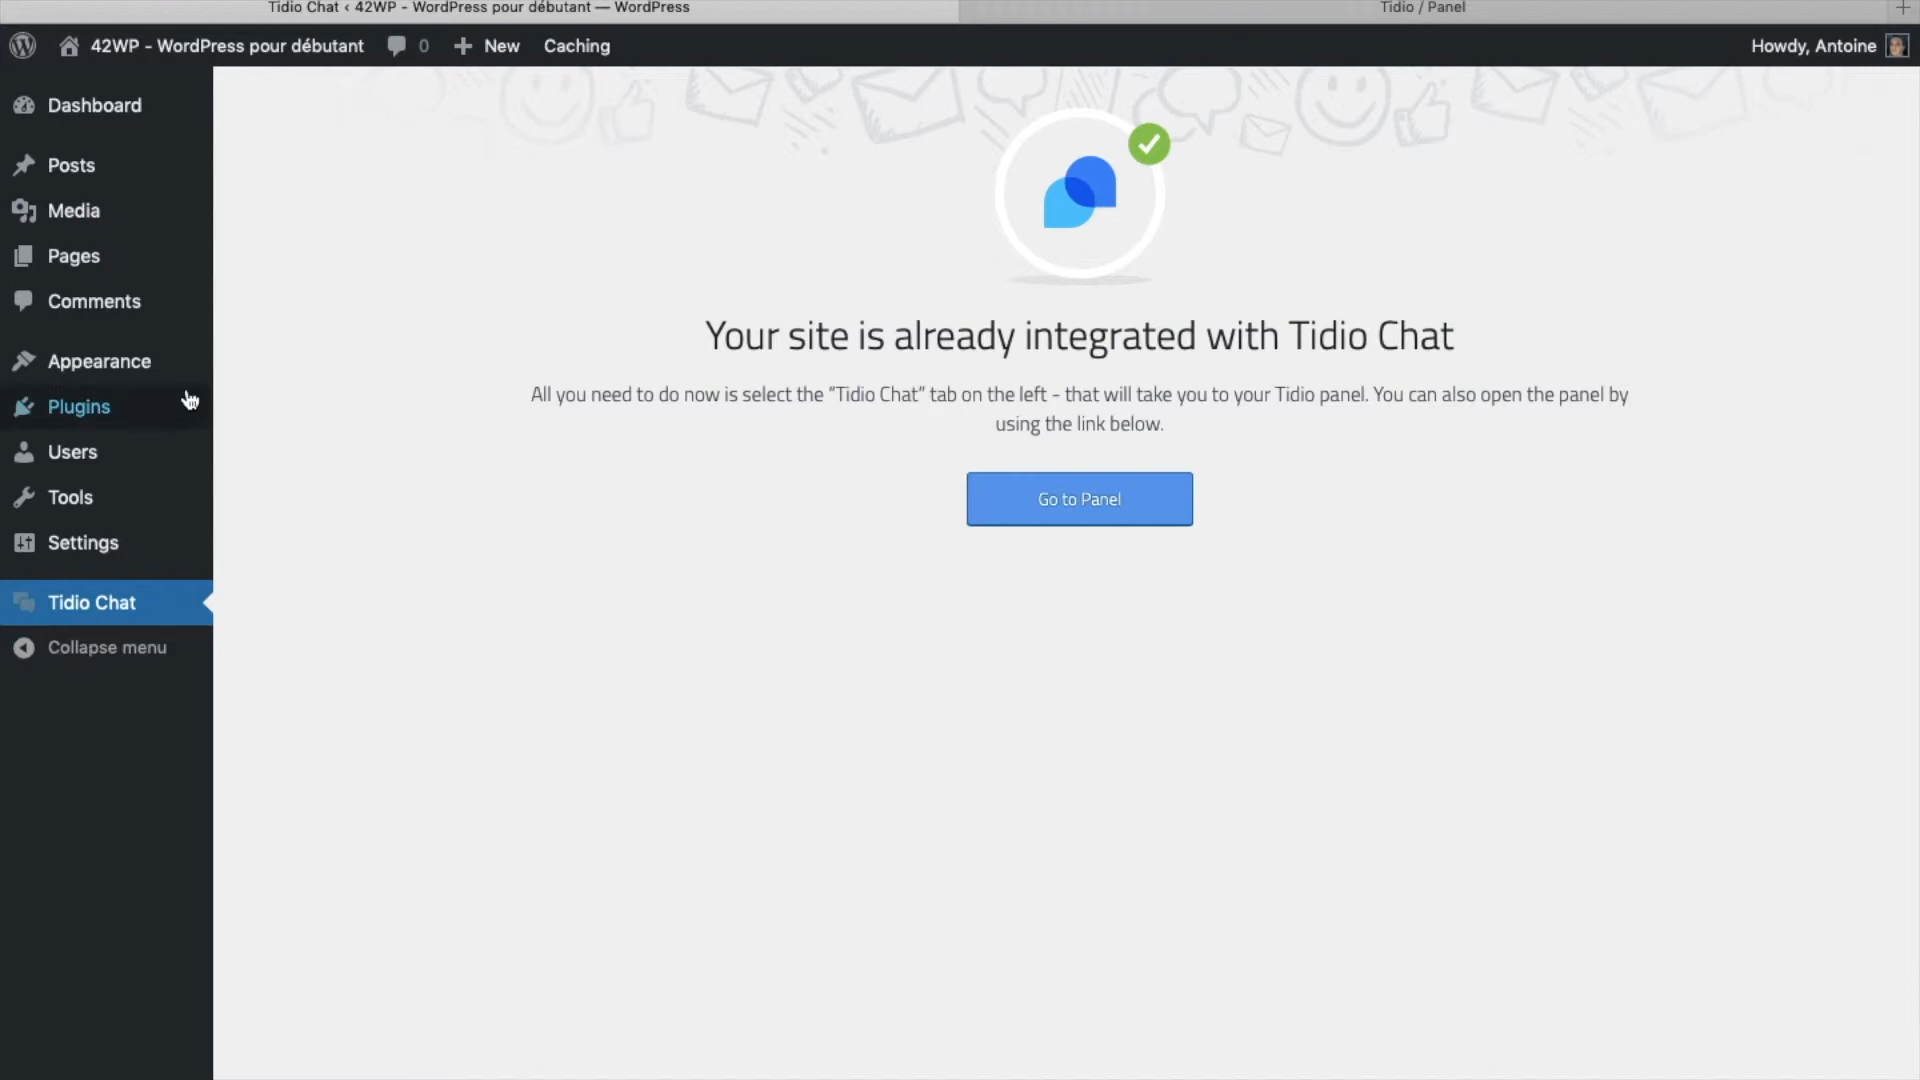 Tidio Chat ‹ 42WP - WordPress pour débutant — WordPress
Tidio / Panel
42WP - WordPress pour débutant
0
New
Caching
Howdy, Antoine
Dashboard
Posts
Media
Pages
Comments
Appearance
Plugins
Users
Tools
Settings
Tidio Chat
Collapse menu
Your site is already integrated with Tidio Chat
All you need to do now is select the “Tidio Chat” tab on the left - that will take you to your Tidio panel. You can also open the panel by
using the link below.
Go to Panel